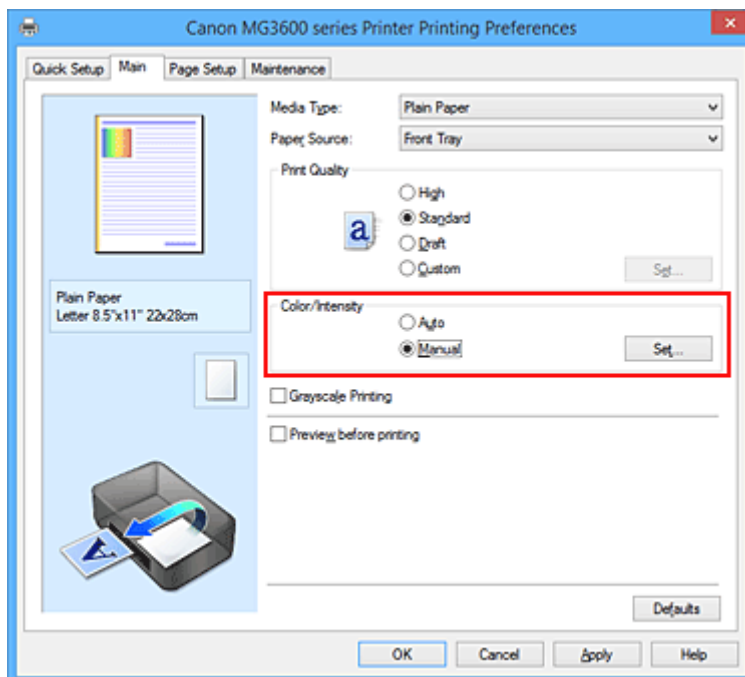 Canon MG3600 series Printer Printing Preferences
Quick Setup Main Page Setup Maintenance
Media Type: Plain Paper
Paper Source: Front Tray
Print Quality
High
Standard
Draft
Custom
Set...
Plain Paper
Letter 8.5"x11" 22x28cm
Color/Intensity
Auto
Manual
Set...
Grayscale Printing
Preview before printing
Defaults
OK Cancel Apply Help